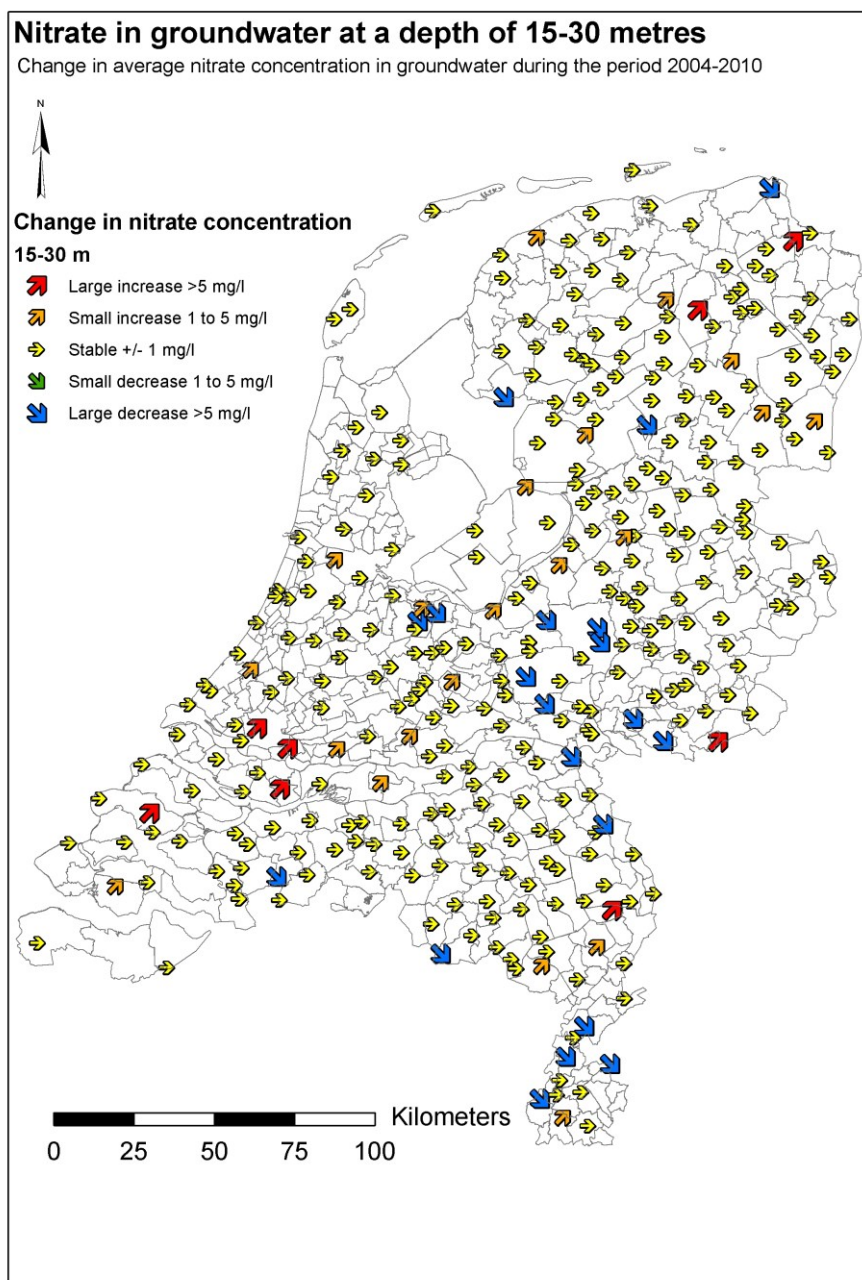 Nitrate in groundwater at a depth of 15-30 metres
Change in average nitrate concentration in groundwater during the period 2004-2010
N
Change in nitrate concentration
15-30 m
Large increase >5 mg/l
Small increase 1 to 5 mg/l
Stable +/- 1 mg/l
Small decrease 1 to 5 mg/l
Large decrease >5 mg/l
Kilometers
0 25 50 75 100